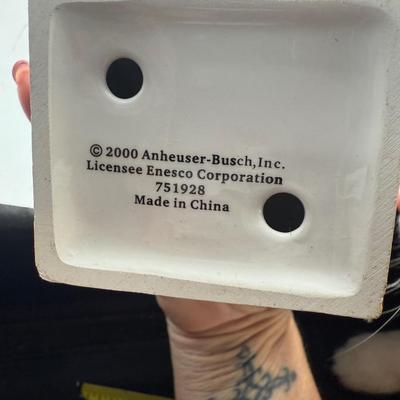 © 2000 Anheuser-Busch, Inc.
Licensee Enesco Corporation
751928
Made in China